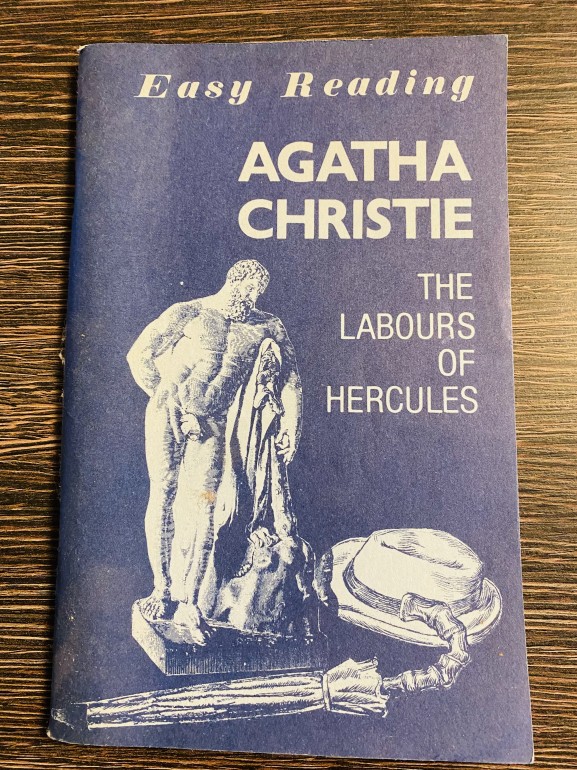 Easy Reading
AGATHA
CHRISTIE
THE
LABOURS
OF
HERCULES